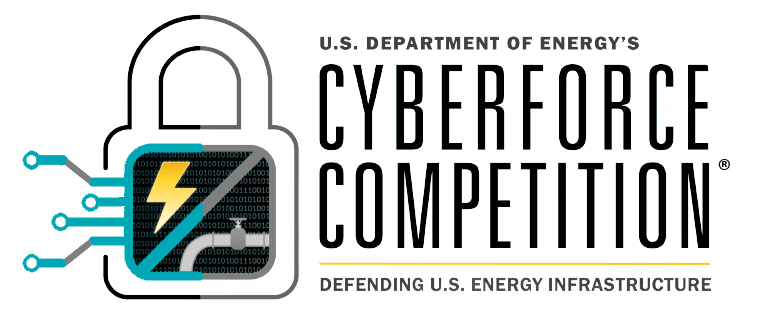 U.S. DEPARTMENT OF ENERGY'S
CYBERFORCE
COMPETITION®
DEFENDING U.S. ENERGY INFRASTRUCTURE